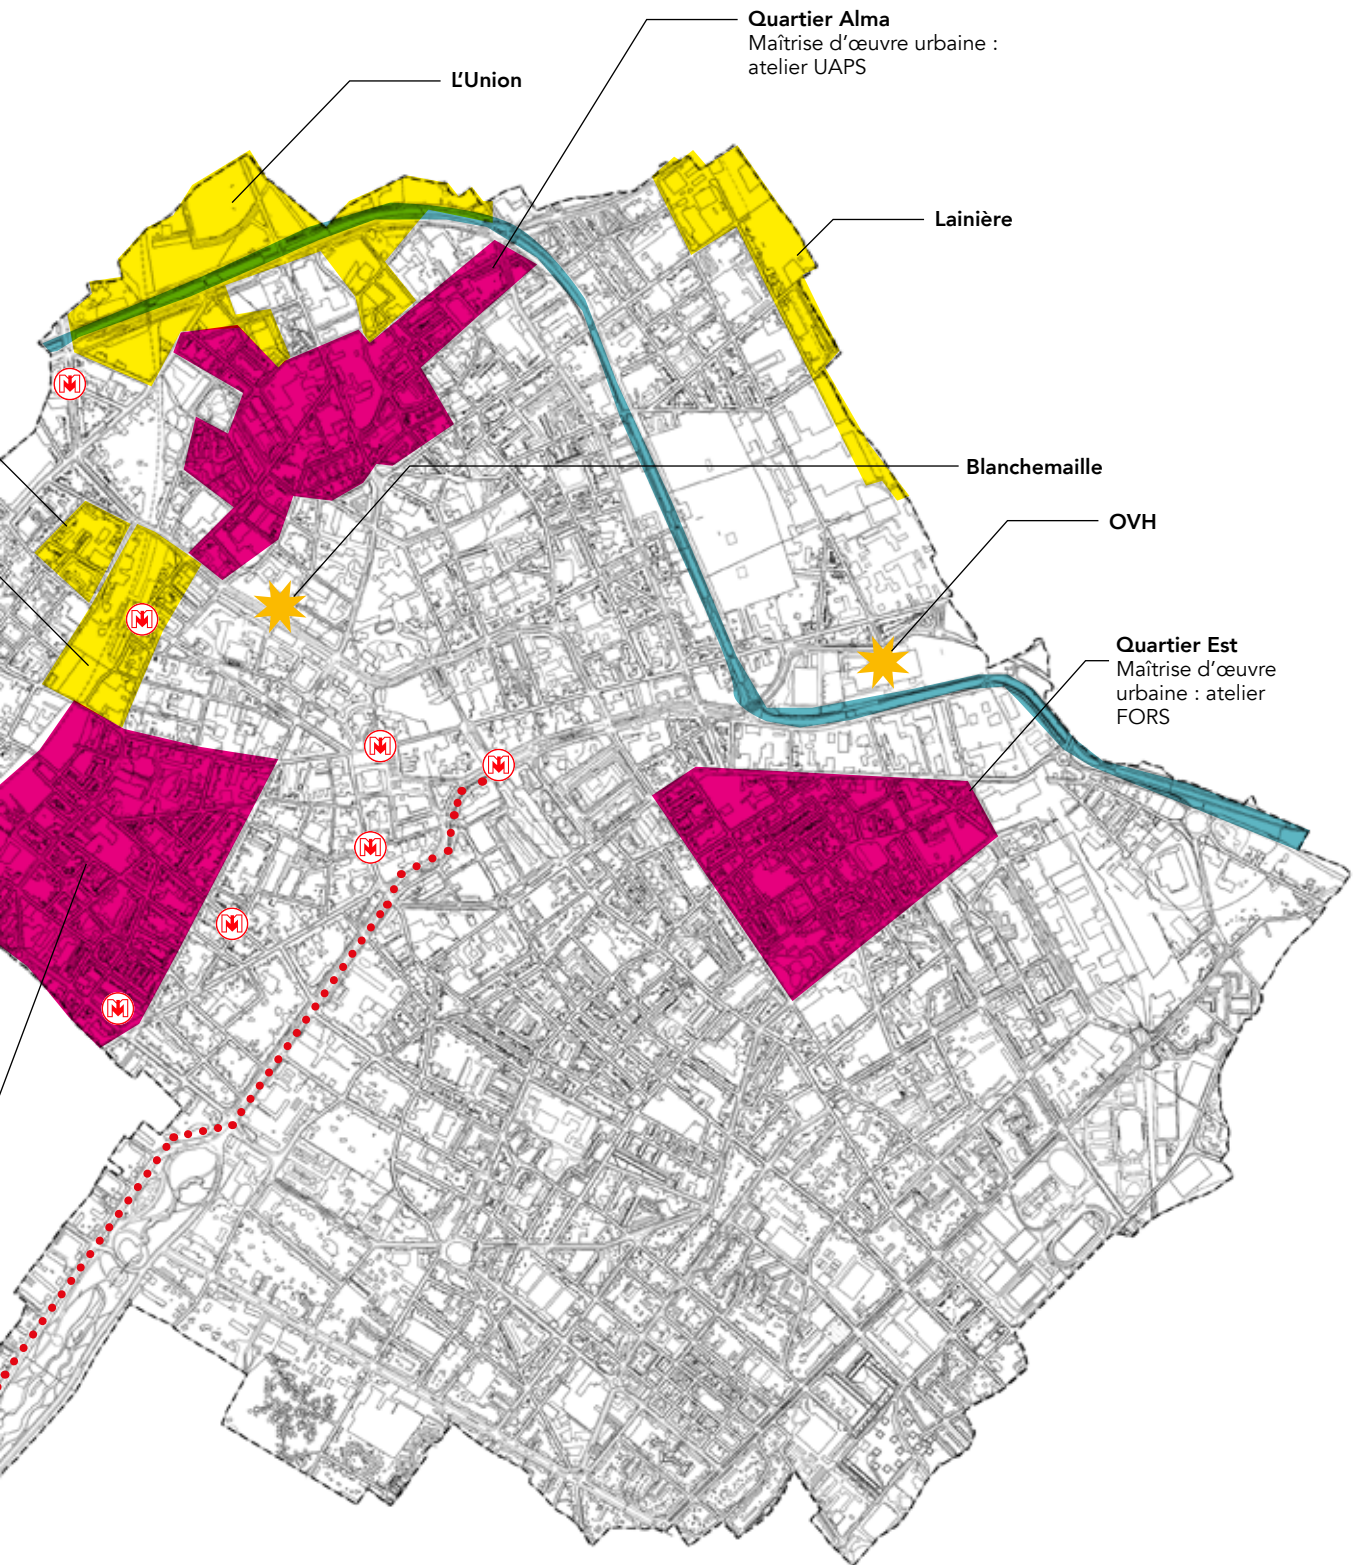 Quartier Alma
Maîtrise d’œuvre urbaine :
atelier UAPS
L’Union
Lainière
Blanchemaille
OVH
Quartier Est
Maîtrise d’œuvre
urbaine : atelier
FORS
M
M
M
M
M
M
M